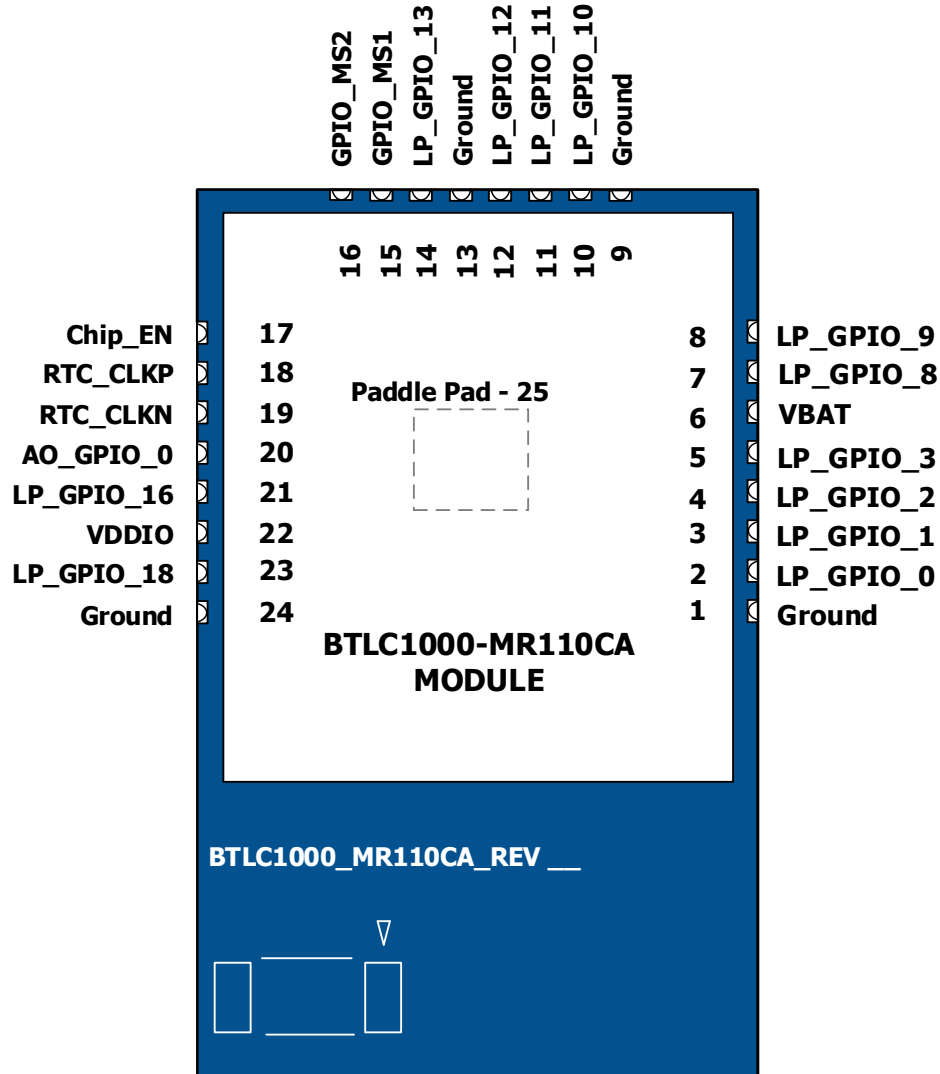 GPIO_MS2
GPIO_MS1
LP_GPIO_13
Ground
LP_GPIO_12
LP_GPIO_11
LP_GPIO_10
Ground
16
15
14
13
12
11
10
9
Chip_EN 17
RTC_CLKP 18
RTC_CLKN 19
AO_GPIO_0 20
LP_GPIO_16 21
VDDIO 22
LP_GPIO_18 23
Ground 24
Paddle Pad - 25
8 LP_GPIO_9
7 LP_GPIO_8
6 VBAT
5 LP_GPIO_3
4 LP_GPIO_2
3 LP_GPIO_1
2 LP_GPIO_0
1 Ground
BTLC1000-MR110CA
MODULE
BTLC1000_MR110CA_REV __